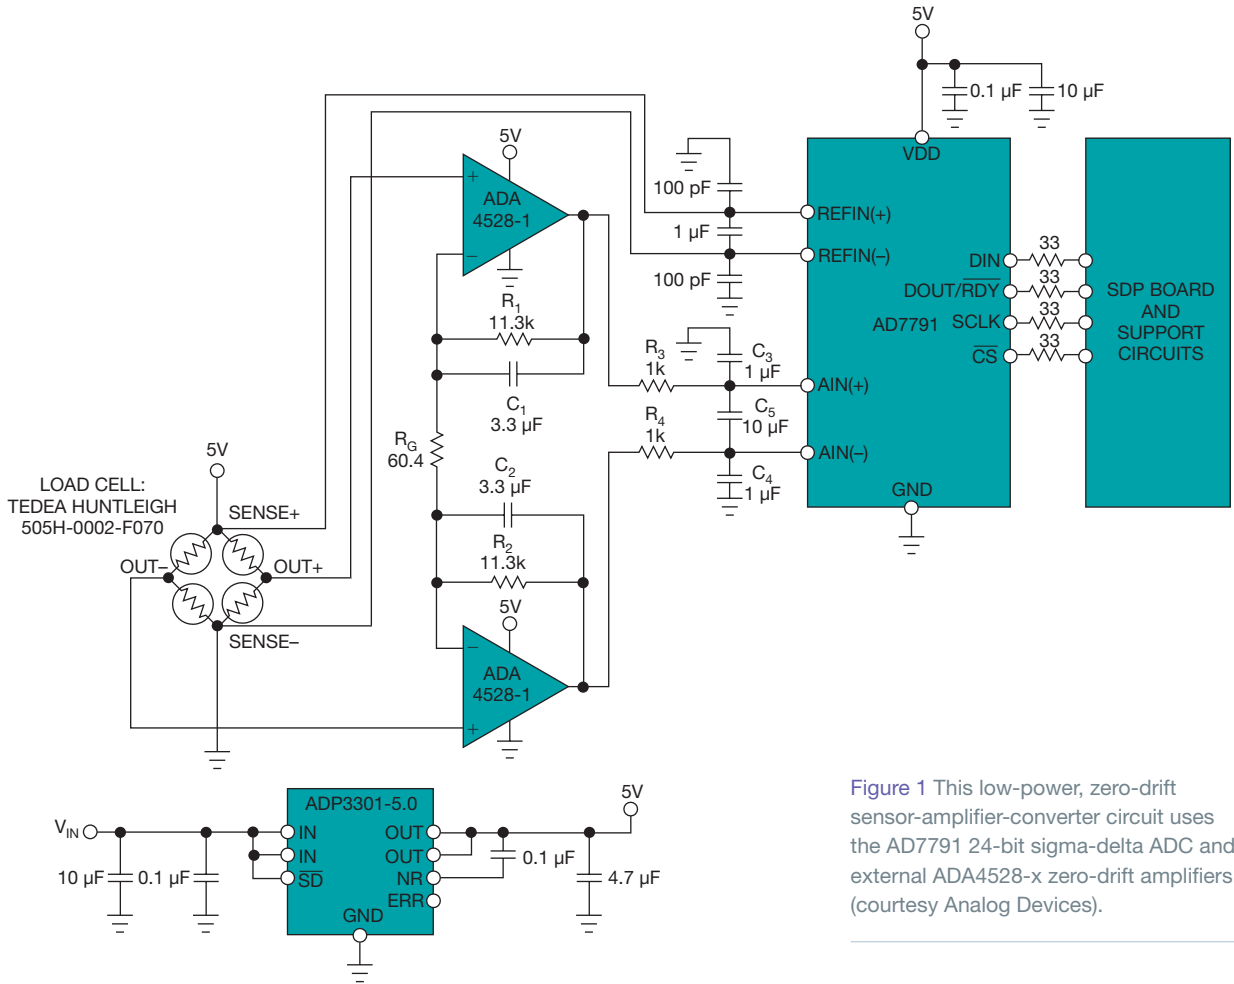 5V
0.1 µF
10 µF
VDD
5V
+
ADA
4528-1
–
100 pF
REFIN(+)
1 µF
REFIN(–)
100 pF
DIN
33
DOUT/RDY
33
AD7791
SCLK
33
CS
33
SDP BOARD
AND
SUPPORT
CIRCUITS
R1
11.3k
C1
3.3 µF
R3
1k
C3
1 µF
AIN(+)
R4
1k
C5
10 µF
AIN(–)
C4
1 µF
GND
RG
60.4
C2
3.3 µF
R2
11.3k
5V
LOAD CELL:
TEDEA HUNTLEIGH
505H-0002-F070
SENSE+
OUT–
OUT+
SENSE–
5V
–
ADA
4528-1
+
VIN
10 µF
0.1 µF
ADP3301-5.0
IN
IN
SD
OUT
OUT
NR
ERR
GND
0.1 µF
5V
4.7 µF
Figure 1 This low-power, zero-drift
sensor-amplifier-converter circuit uses
the AD7791 24-bit sigma-delta ADC and
external ADA4528-x zero-drift amplifiers
(courtesy Analog Devices).